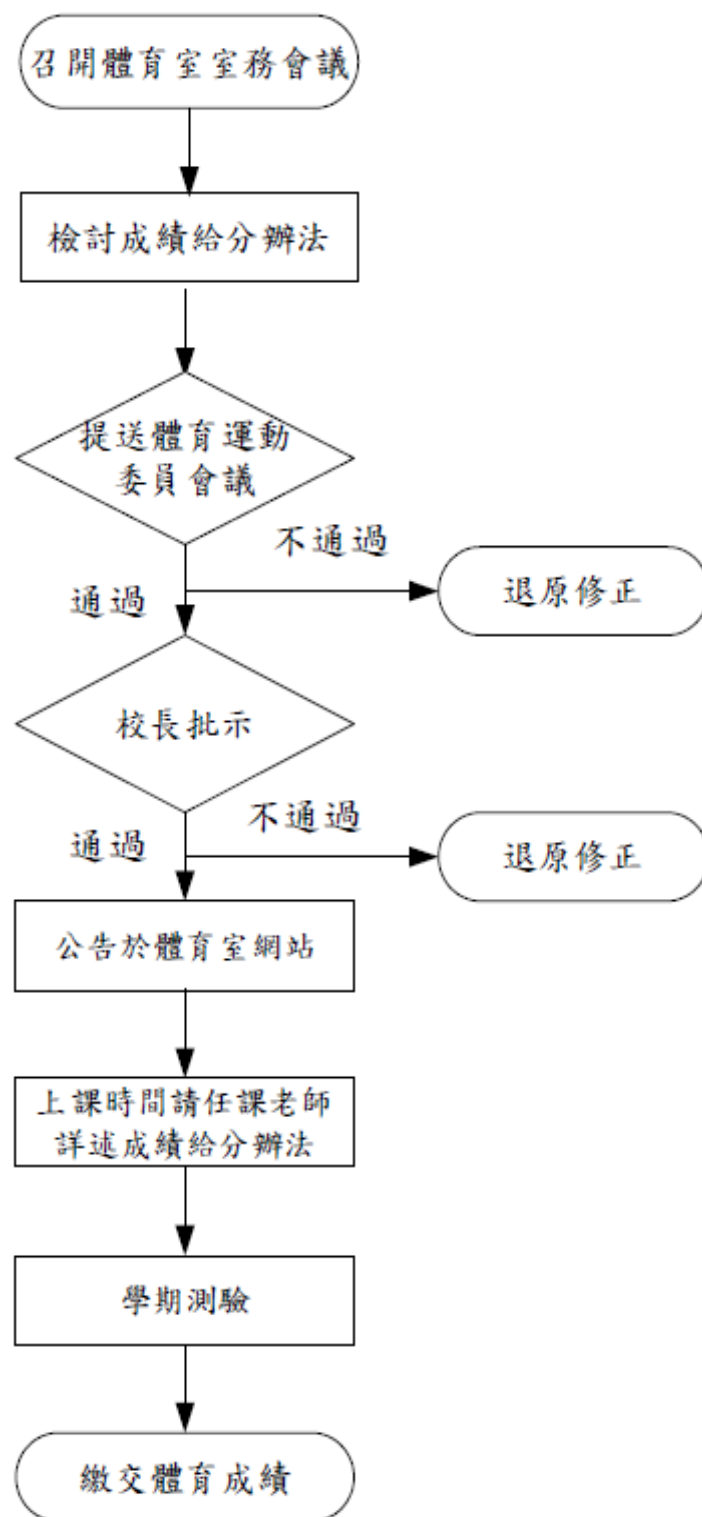 召開體育室室務會議
檢討成績給分辦法
提送體育運動
委員會議
不通過
通過
退原修正
校長批示
不通過
通過
退原修正
公告於體育室網站
上課時間請任課老師
詳述成績給分辦法
學期測驗
繳交體育成績